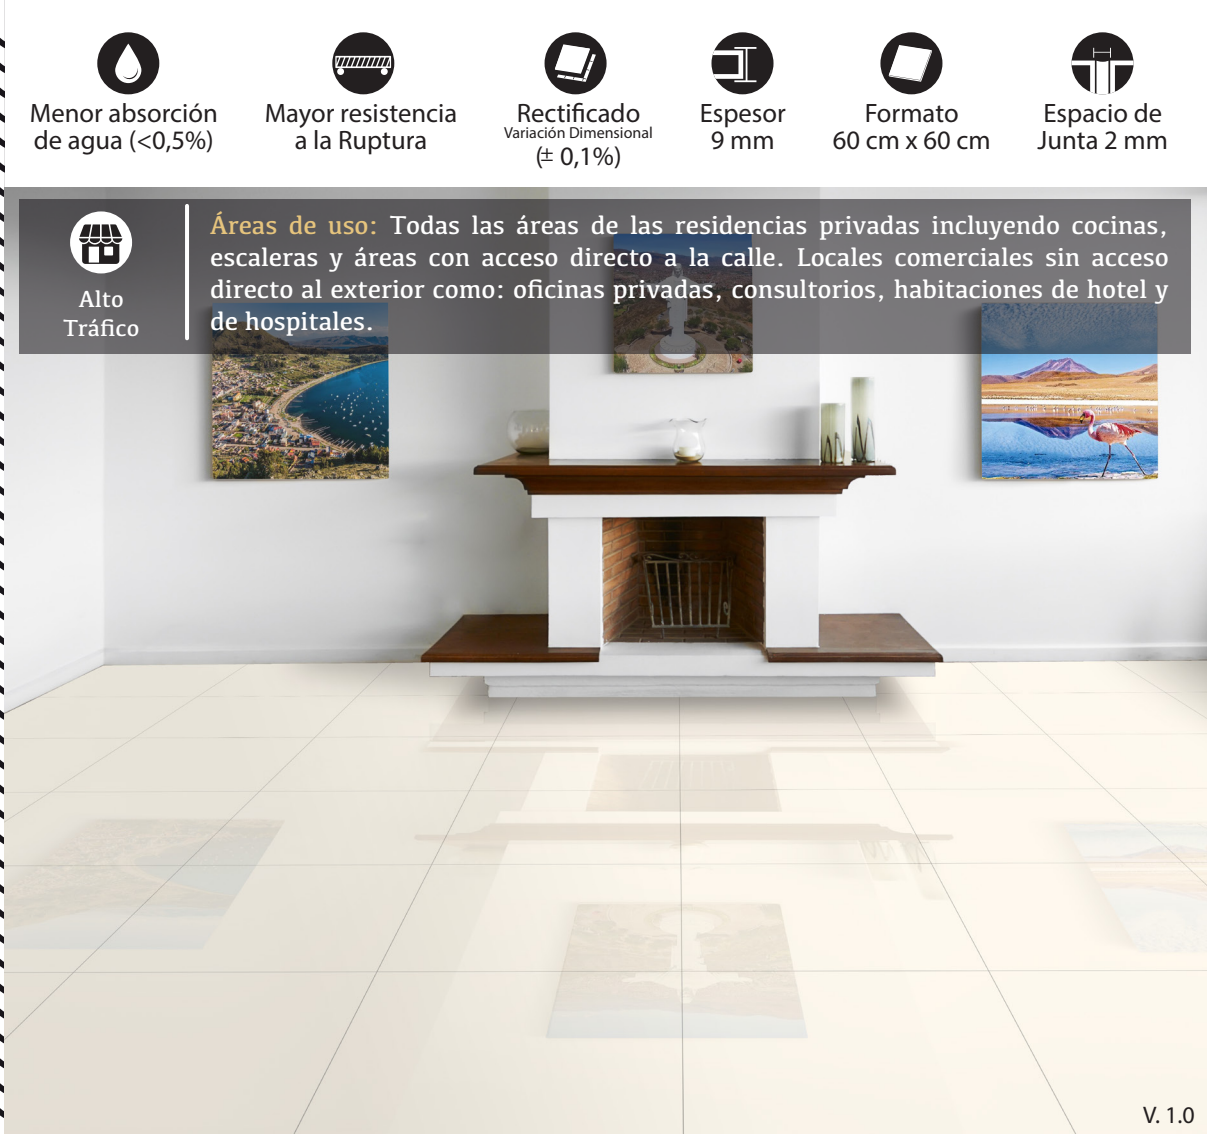 Menor absorción
de agua (<0,5%)
Mayor resistencia
a la Ruptura
Rectificado
Variación Dimensional
(± 0,1%)
Espesor
9 mm
Formato
60 cm x 60 cm
Espacio de
Junta 2 mm
Alto
Tráfico
Áreas de uso: Todas las áreas de las residencias privadas incluyendo cocinas,
escaleras y áreas con acceso directo a la calle. Locales comerciales sin acceso
directo al exterior como: oficinas privadas, consultorios, habitaciones de hotel y
de hospitales.
V. 1.0